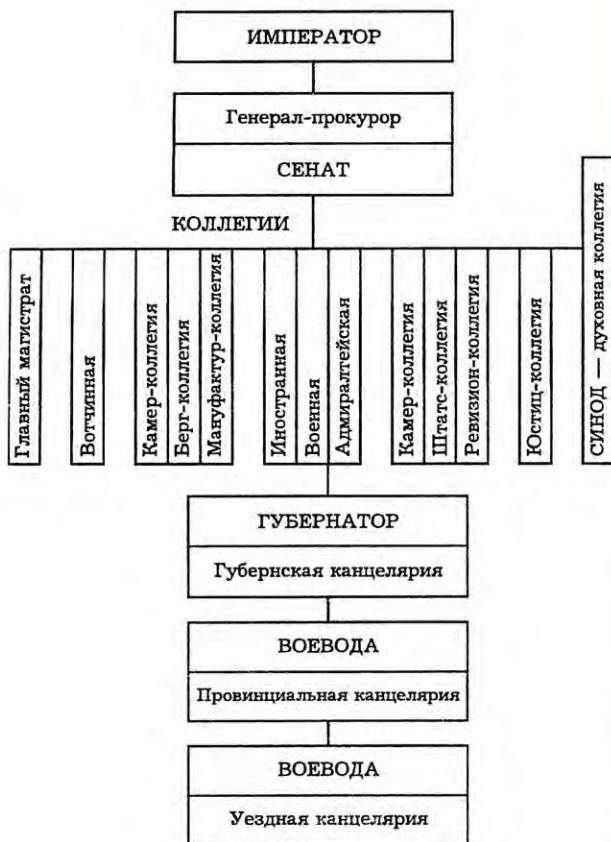 ИМПЕРАТОР
Генерал-прокурор
СЕНАТ
КОЛЛЕГИИ
Главный магистрат
Вотчинная
Камер-коллегия
Берг-коллегия
Мануфактур-коллегия
Иностранная
Военная
Адмиралтейская
Камер-коллегия
Штатс-коллегия
Ревизион-коллегия
Юстиц-коллегия
СИНОД — духовная коллегия
ГУБЕРНАТОР
Губернская канцелярия
ВОЕВОДА
Провинциальная канцелярия
ВОЕВОДА
Уездная канцелярия